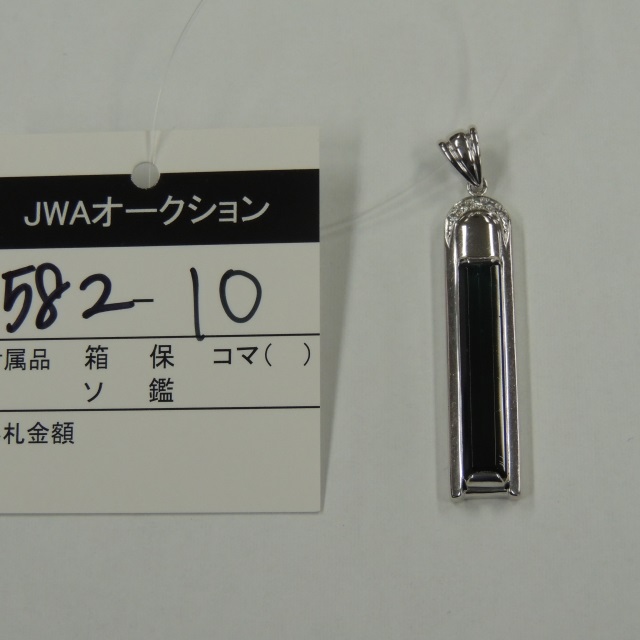 JWAオークション
582-10
属品 箱 保 コマ( )
ソ 鑑
札金額